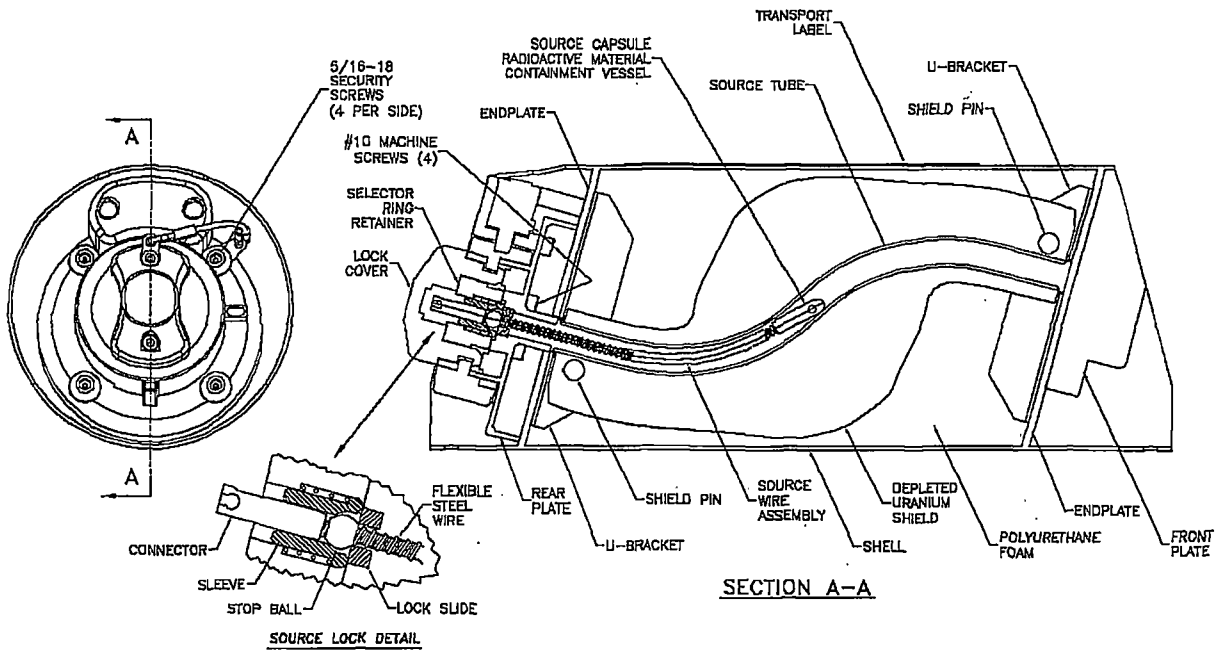 TRANSPORT
LABEL
SOURCE CAPSULE
RADIOACTIVE MATERIAL
CONTAINMENT VESSEL
U-BRACKET
5/16-18
SECURITY
SCREWS
(4 PER SIDE)
SOURCE TUBE
SHIELD PIN
ENDPLATE
A
#10 MACHINE
SCREWS (4)
SELECTOR
RING
RETAINER
LOCK
COVER
A
FLEXIBLE
STEEL
WIRE
REAR
PLATE
SHIELD PIN
SOURCE
WIRE
ASSEMBLY
DEPLETED
URANIUM
SHIELD
ENDPLATE
CONNECTOR
U-BRACKET
SHELL
POLYURETHANE
FOAM
FRONT
PLATE
SLEEVE
STOP BALL
LOCK SLIDE
SECTION A-A
SOURCE LOCK DETAIL